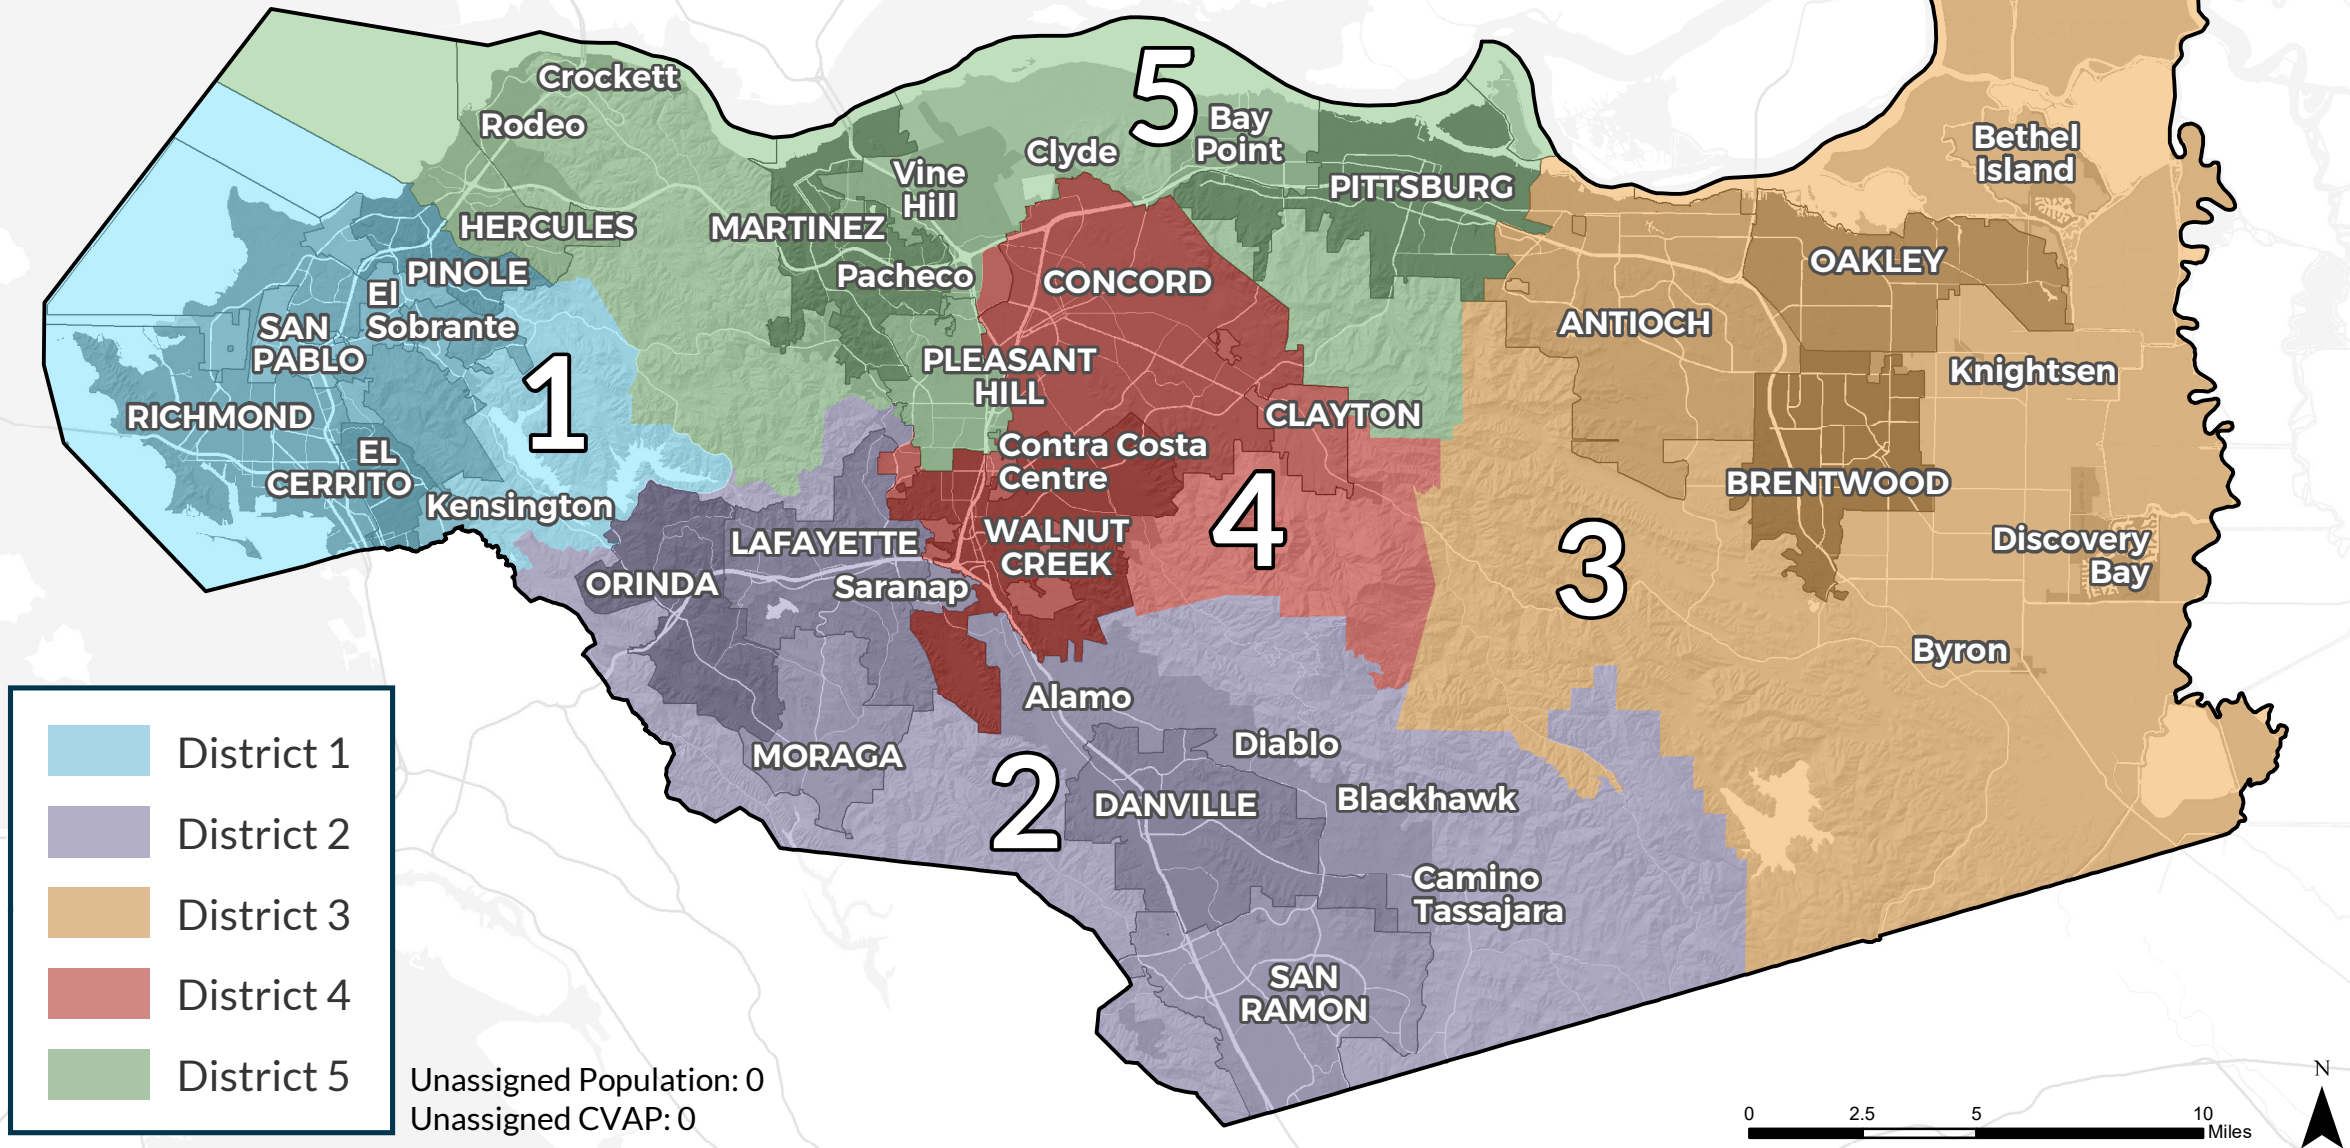 Crockett
Rodeo
5
Bay
Point
Clyde
Vine
Hill
PITTSBURG
Bethel
Island
HERCULES
MARTINEZ
PINOLE
Pacheco
CONCORD
OAKLEY
El
Sobrante
SAN
PABLO
ANTIOCH
PLEASANT
HILL
Knightsen
1
RICHMOND
CLAYTON
EL
CERRITO
Contra Costa
Centre
BRENTWOOD
Kensington
4
LAFAYETTE
WALNUT
CREEK
3
Discovery
Bay
ORINDA
Saranap
Byron
Alamo
MORAGA
Diablo
2
DANVILLE
Blackhawk
Camino
Tassajara
SAN
RAMON
District 1
District 2
District 3
District 4
District 5
Unassigned Population: 0
Unassigned CVAP: 0
0 2.5 5 10
Miles
N